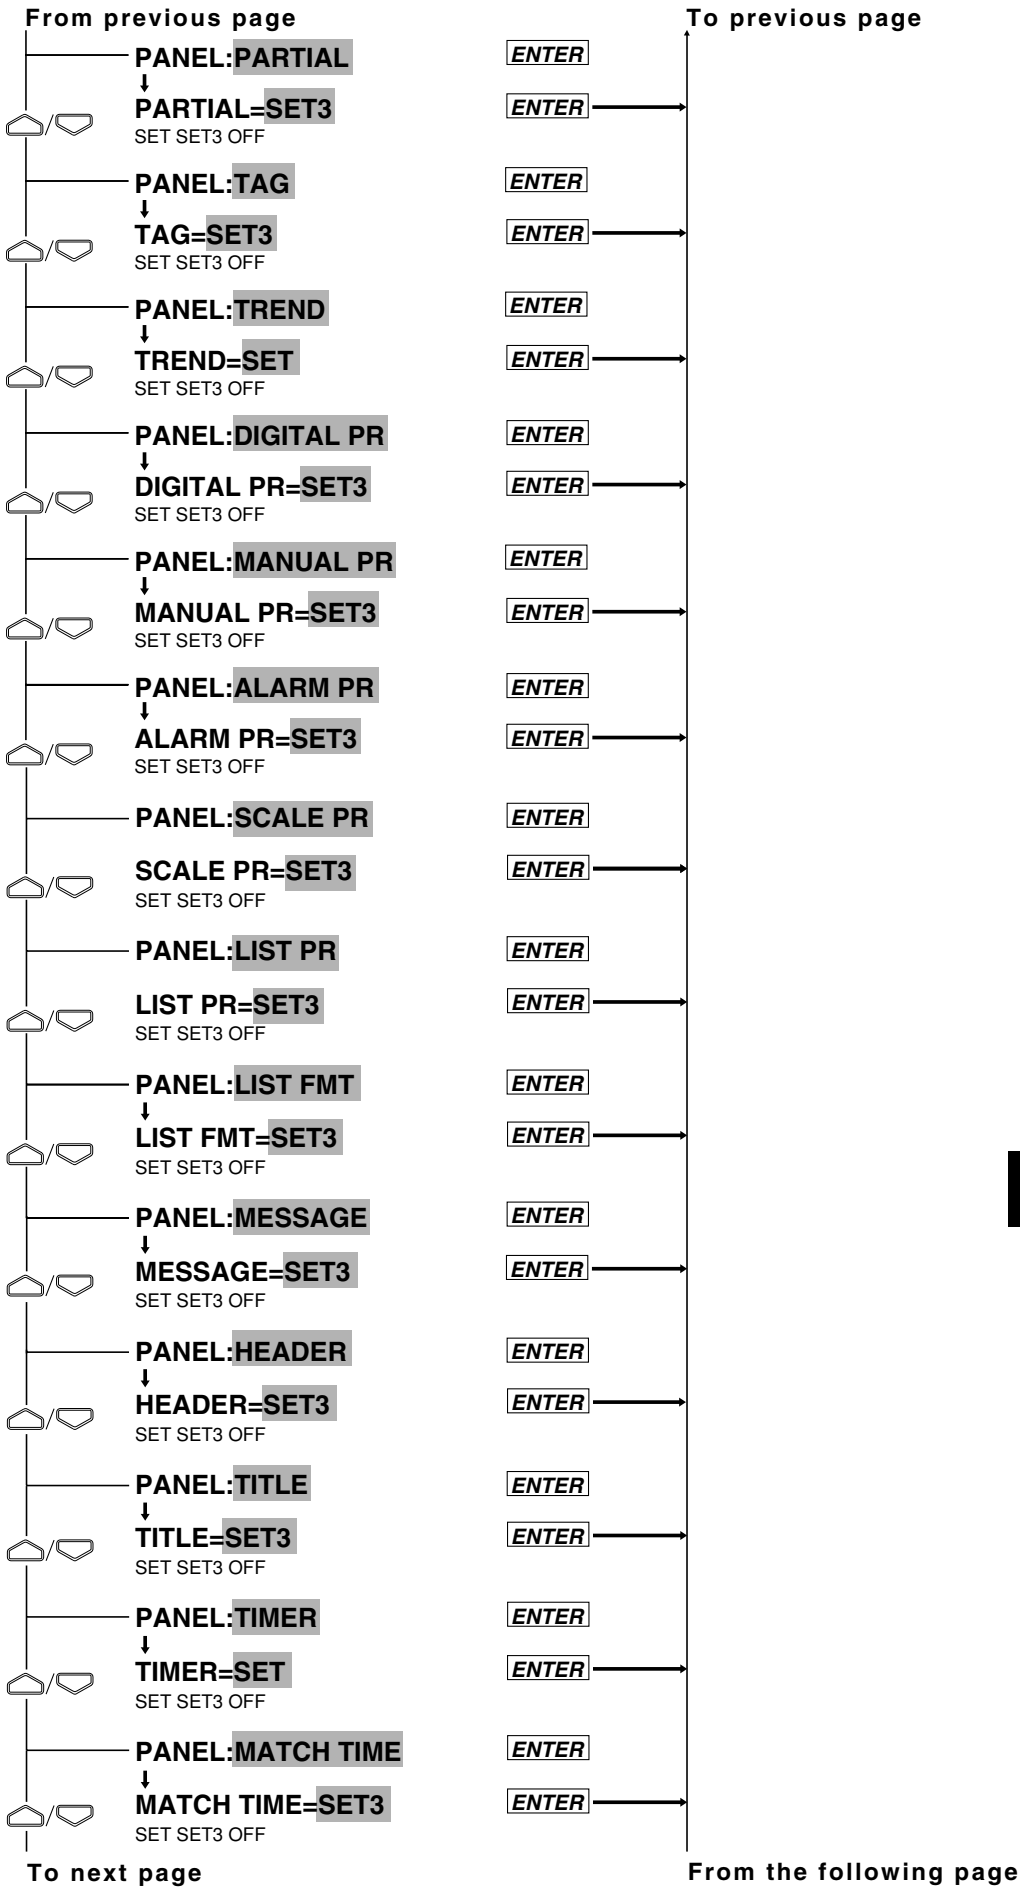 From previous page To previous page
PANEL:PARTIAL ENTER
PARTIAL=SET3 ENTER
SET SET3 OFF
PANEL:TAG ENTER
TAG=SET3 ENTER
SET SET3 OFF
PANEL:TREND ENTER
TREND=SET ENTER
SET SET3 OFF
PANEL:DIGITAL PR ENTER
DIGITAL PR=SET3 ENTER
SET SET3 OFF
PANEL:MANUAL PR ENTER
MANUAL PR=SET3 ENTER
SET SET3 OFF
PANEL:ALARM PR ENTER
ALARM PR=SET3 ENTER
SET SET3 OFF
PANEL:SCALE PR ENTER
SCALE PR=SET3 ENTER
SET SET3 OFF
PANEL:LIST PR ENTER
LIST PR=SET3 ENTER
SET SET3 OFF
PANEL:LIST FMT ENTER
LIST FMT=SET3 ENTER
SET SET3 OFF
PANEL:MESSAGE ENTER
MESSAGE=SET3 ENTER
SET SET3 OFF
PANEL:HEADER ENTER
HEADER=SET3 ENTER
SET SET3 OFF
PANEL:TITLE ENTER
TITLE=SET3 ENTER
SET SET3 OFF
PANEL:TIMER ENTER
TIMER=SET ENTER
SET SET3 OFF
PANEL:MATCH TIME ENTER
MATCH TIME=SET3 ENTER
SET SET3 OFF
To next page From the following page